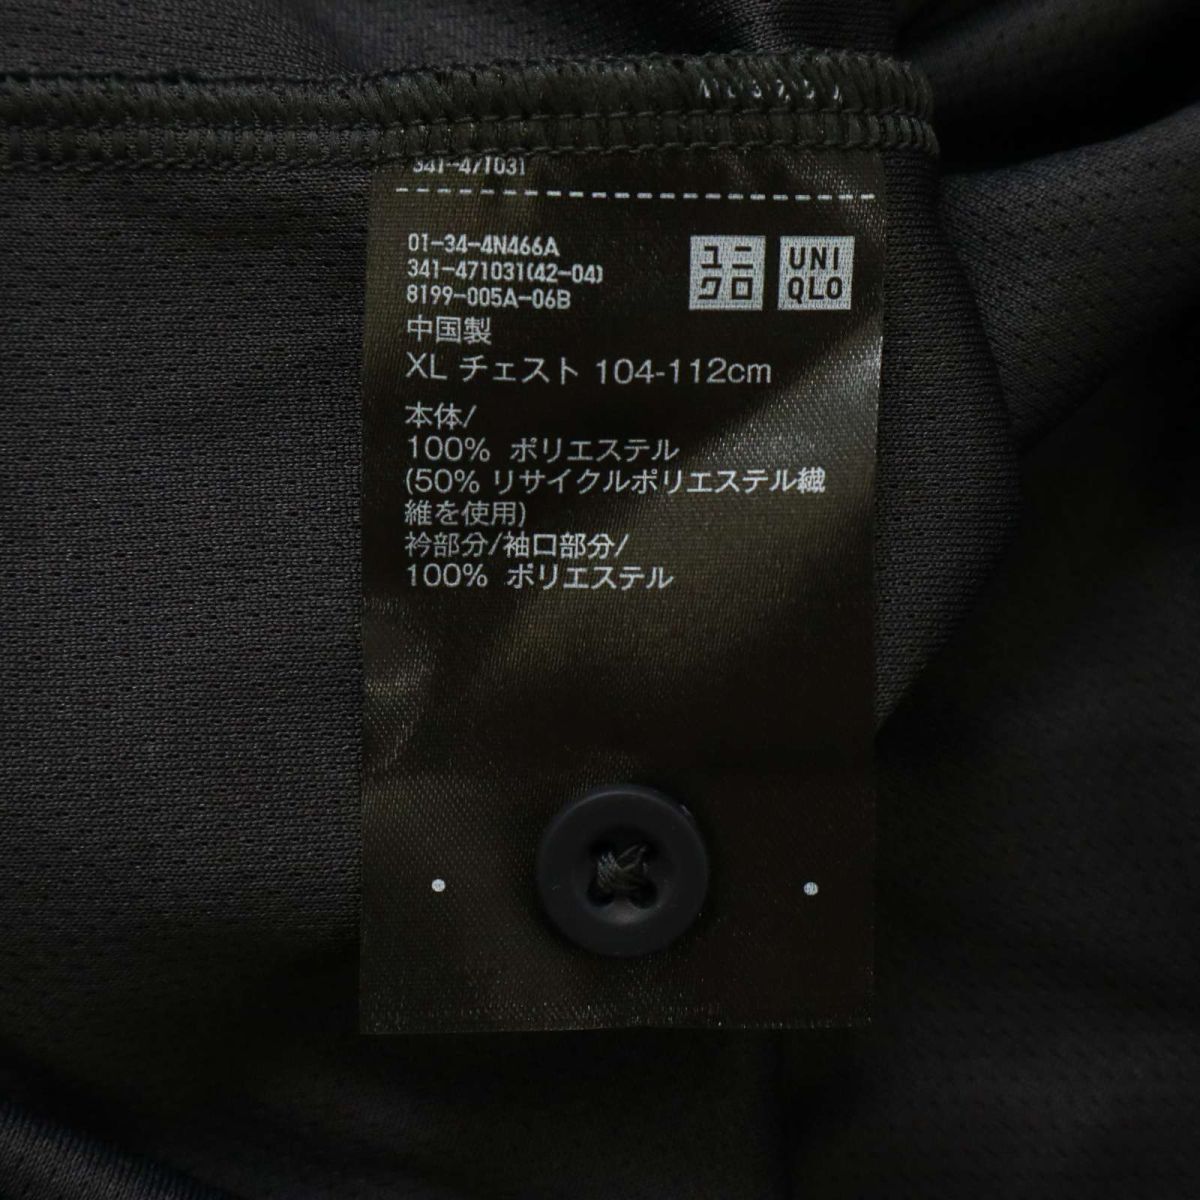 341-471031
01-34-4N466A
341-471031(42-04)
8199-005A-06B
ユニクロ
UNIQLO
中国製
XL チェスト 104-112cm
本体/
100% ポリエステル
(50% リサイクルポリエステル繊
維を使用)
衿部分/袖口部分/
100% ポリエステル